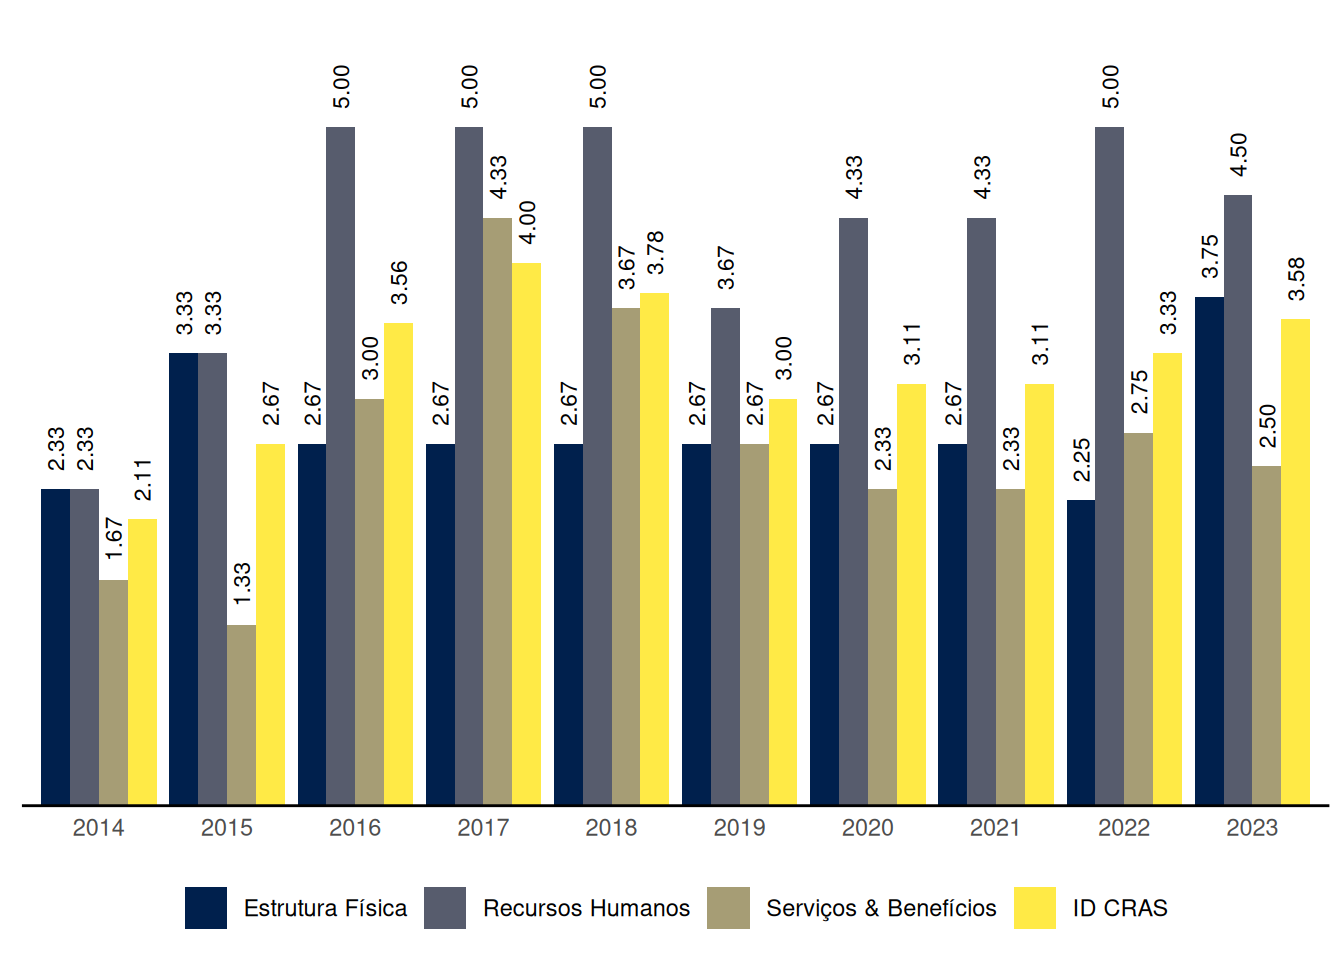 5.00 5.00 5.00 5.00
4.33 4.33 4.33 4.50
4.00
3.67 3.78 3.67 3.75
3.33 3.33 3.56 3.58
3.00 3.00 3.11 3.11 3.33
2.67 2.67 2.67 2.67 2.67 2.67 2.67 2.67 2.75
2.33 2.33 2.33 2.33 2.25 2.50
2.11
1.67
1.33
2014 2015 2016 2017 2018 2019 2020 2021 2022 2023
Estrutura Física Recursos Humanos Serviços & Benefícios ID CRAS